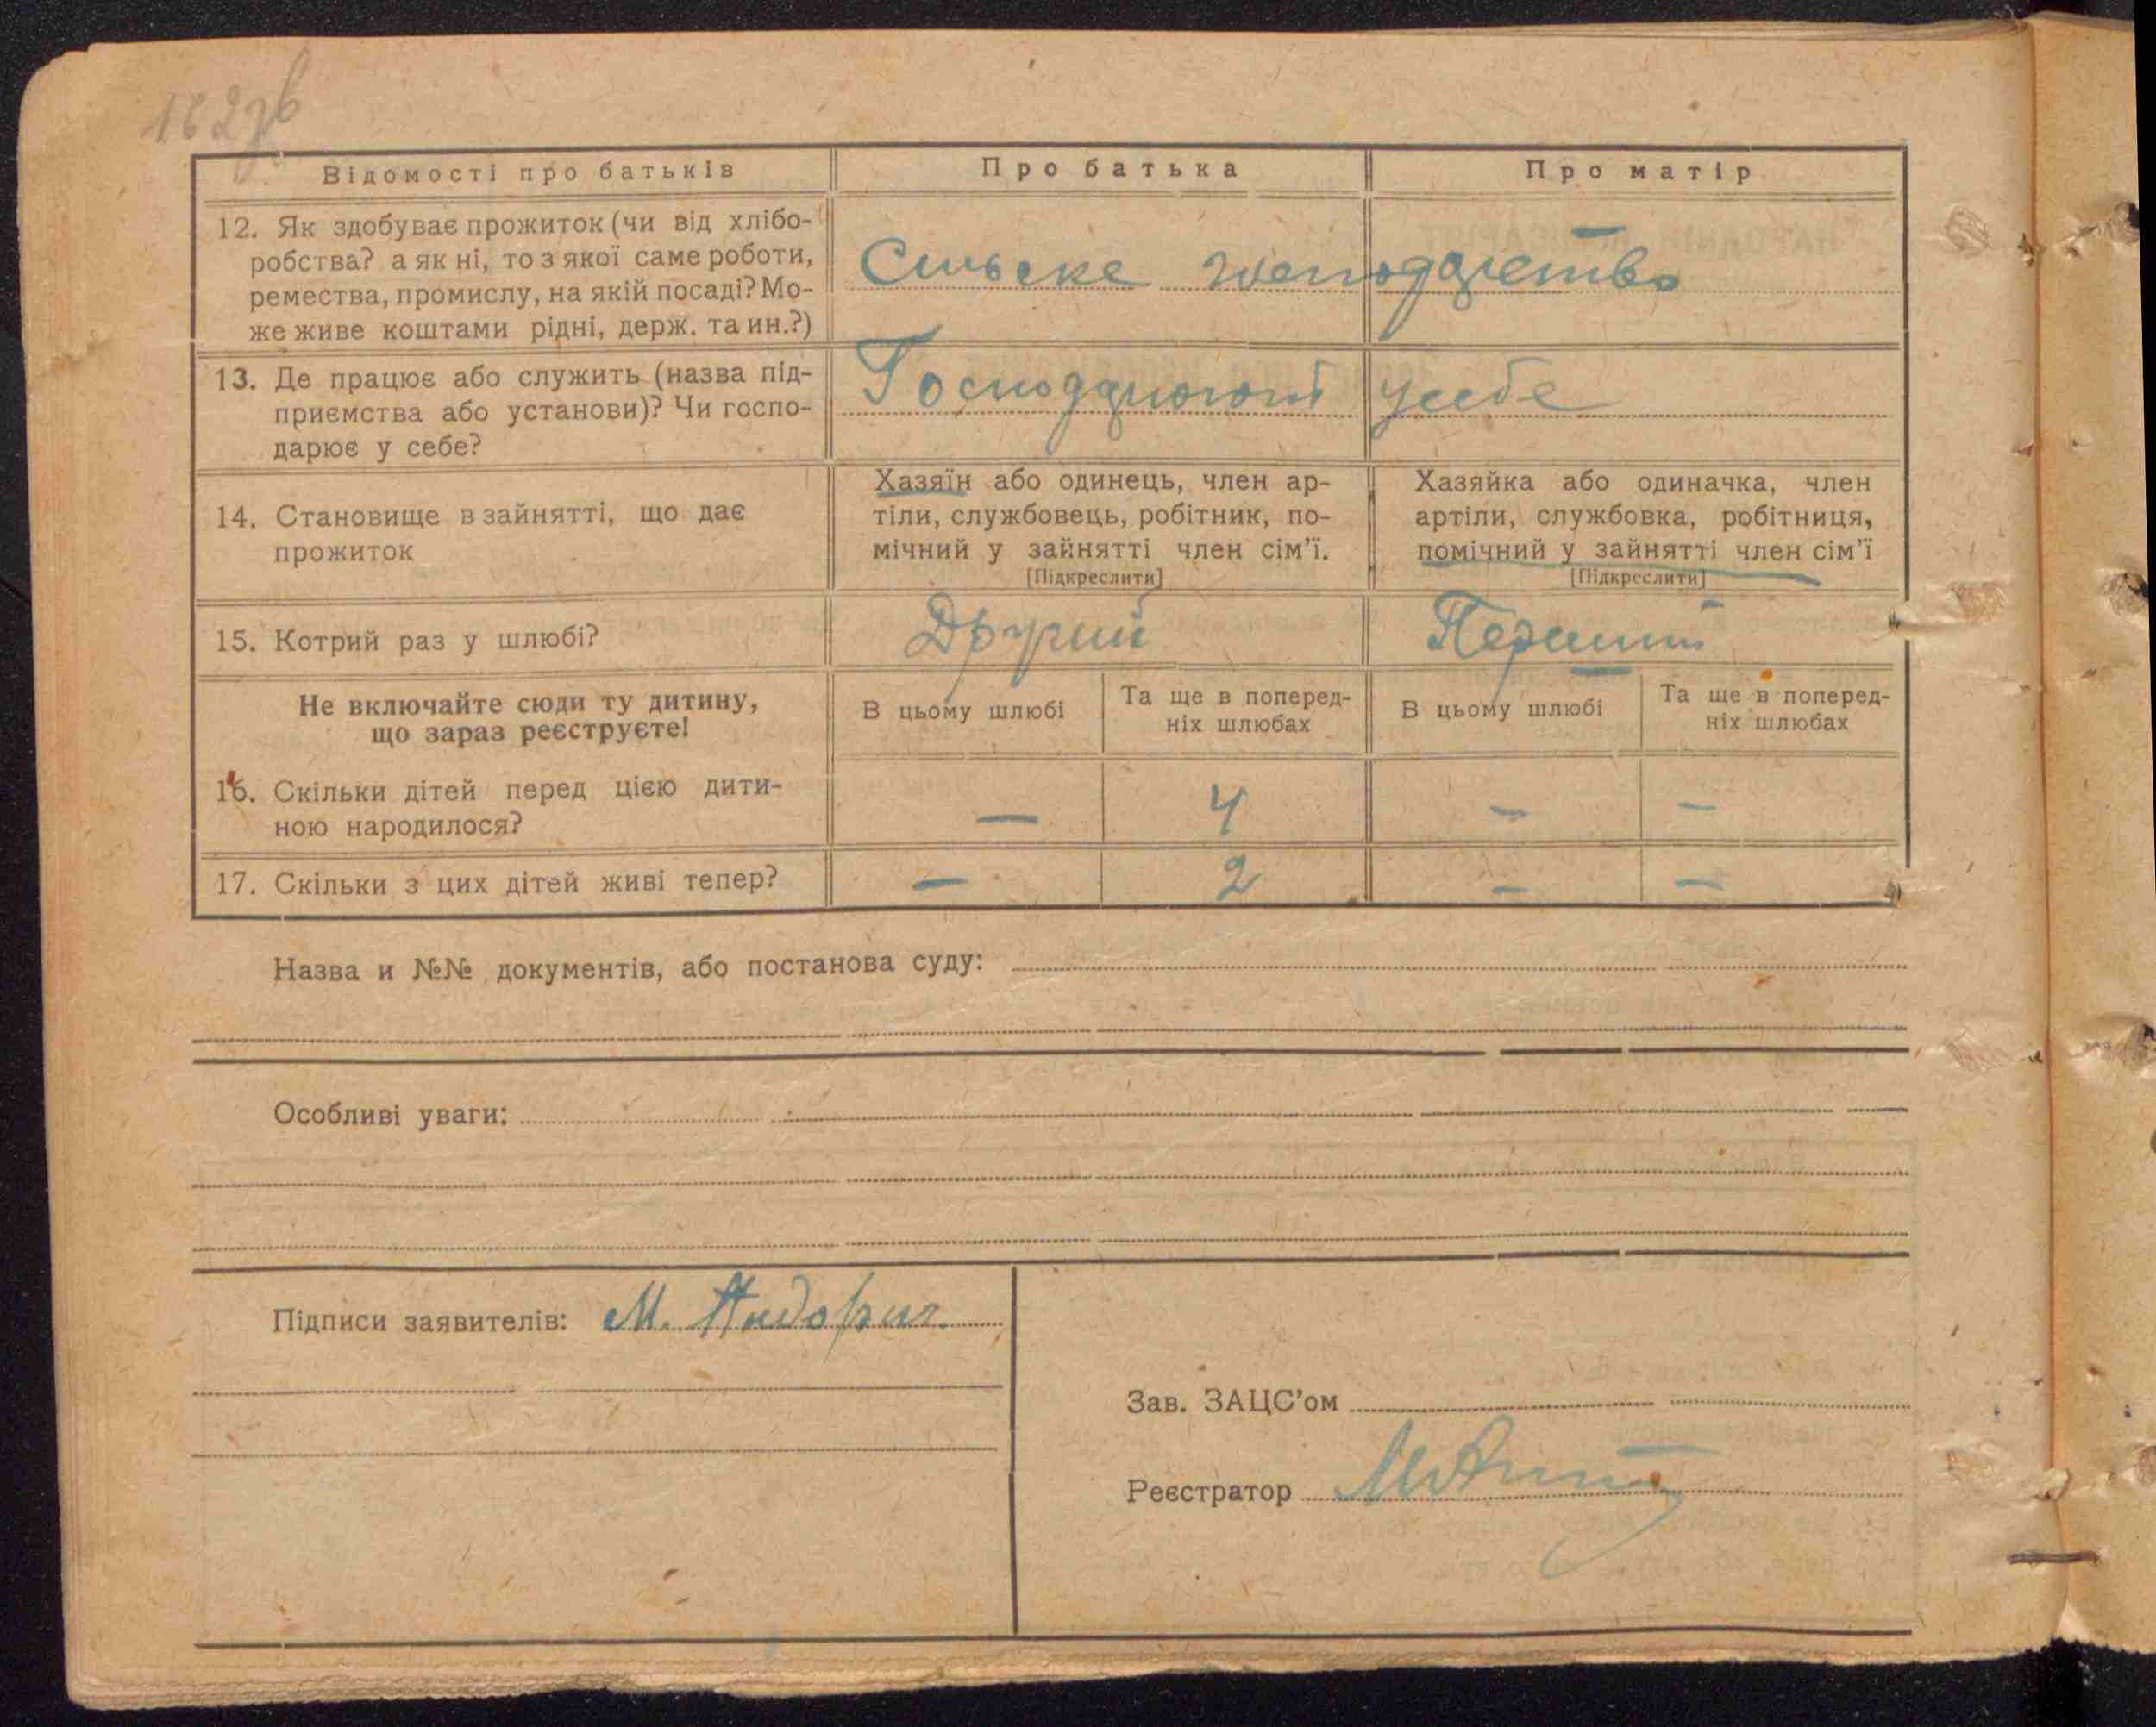 162зв
Відомості про батьків Про батька Про матір
12. Як здобуває прожиток (чи від хлібо-
робства? а як ні, то з якої саме роботи,
ремества, промислу, на якій посаді? Мо-
же живе коштами рідні, держ. та ин.?)
Сильске господарство
13. Де працює або служить (назва під-
приємства або установи)? Чи госпо-
дарює у себе?
Господарюють у себе
14. Становище в зайнятті, що дає
прожиток
Хазяїн або одинець, член ар-
тіли, службовець, робітник, по-
мічний у зайнятті член сім'ї.
[Підкреслити]
Хазяйка або одиначка, член
артіли, службовка, робітниця,
помічний у зайнятті член сім'ї
[Підкреслити]
15. Котрий раз у шлюбі? Другий Перший
Не включайте сюди ту дитину,
що зараз реєструєте!
В цьому шлюбі
Та ще в поперед-
ніх шлюбах
В цьому шлюбі
Та ще в поперед-
ніх шлюбах
16. Скільки дітей перед цією дити-
ною народилося?
— 4 — —
17. Скільки з цих дітей живі тепер? — 2 — —
Назва и №№ документів, або постанова суду:
Особливі уваги:
Підписи заявителів: М.
Зав. ЗАЦС'ом
Реєстратор